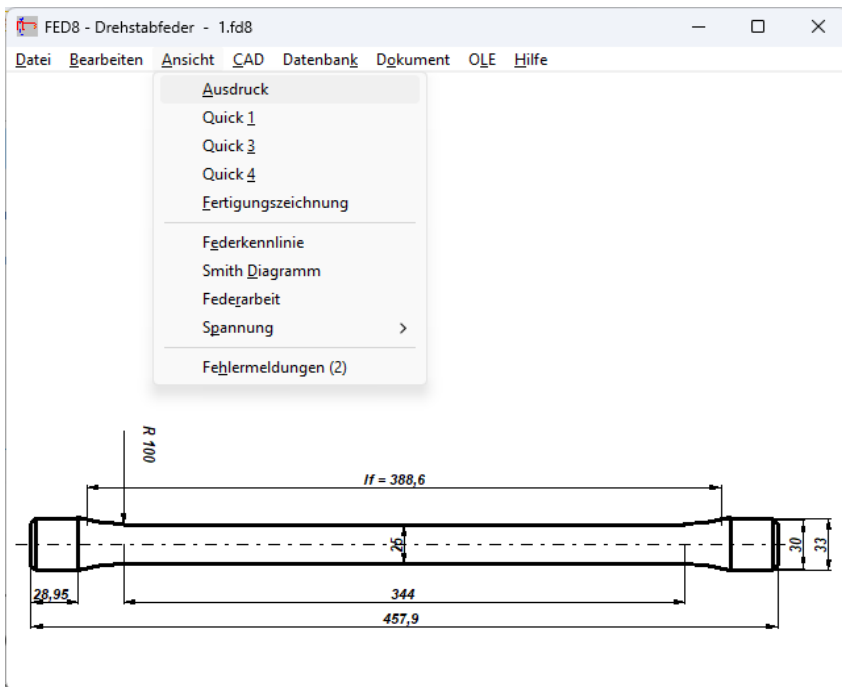 FED8 - Drehstabfeder - 1.fd8
Datei Bearbeiten Ansicht CAD Datenbank Dokument OLE Hilfe
Ausdruck
Quick 1
Quick 3
Quick 4
Fertigungszeichnung
Federkennlinie
Smith Diagramm
Federarbeit
Spannung
Fehlermeldungen (2)
R 100
lf = 388,6
25
30
33
28,95
344
457,9